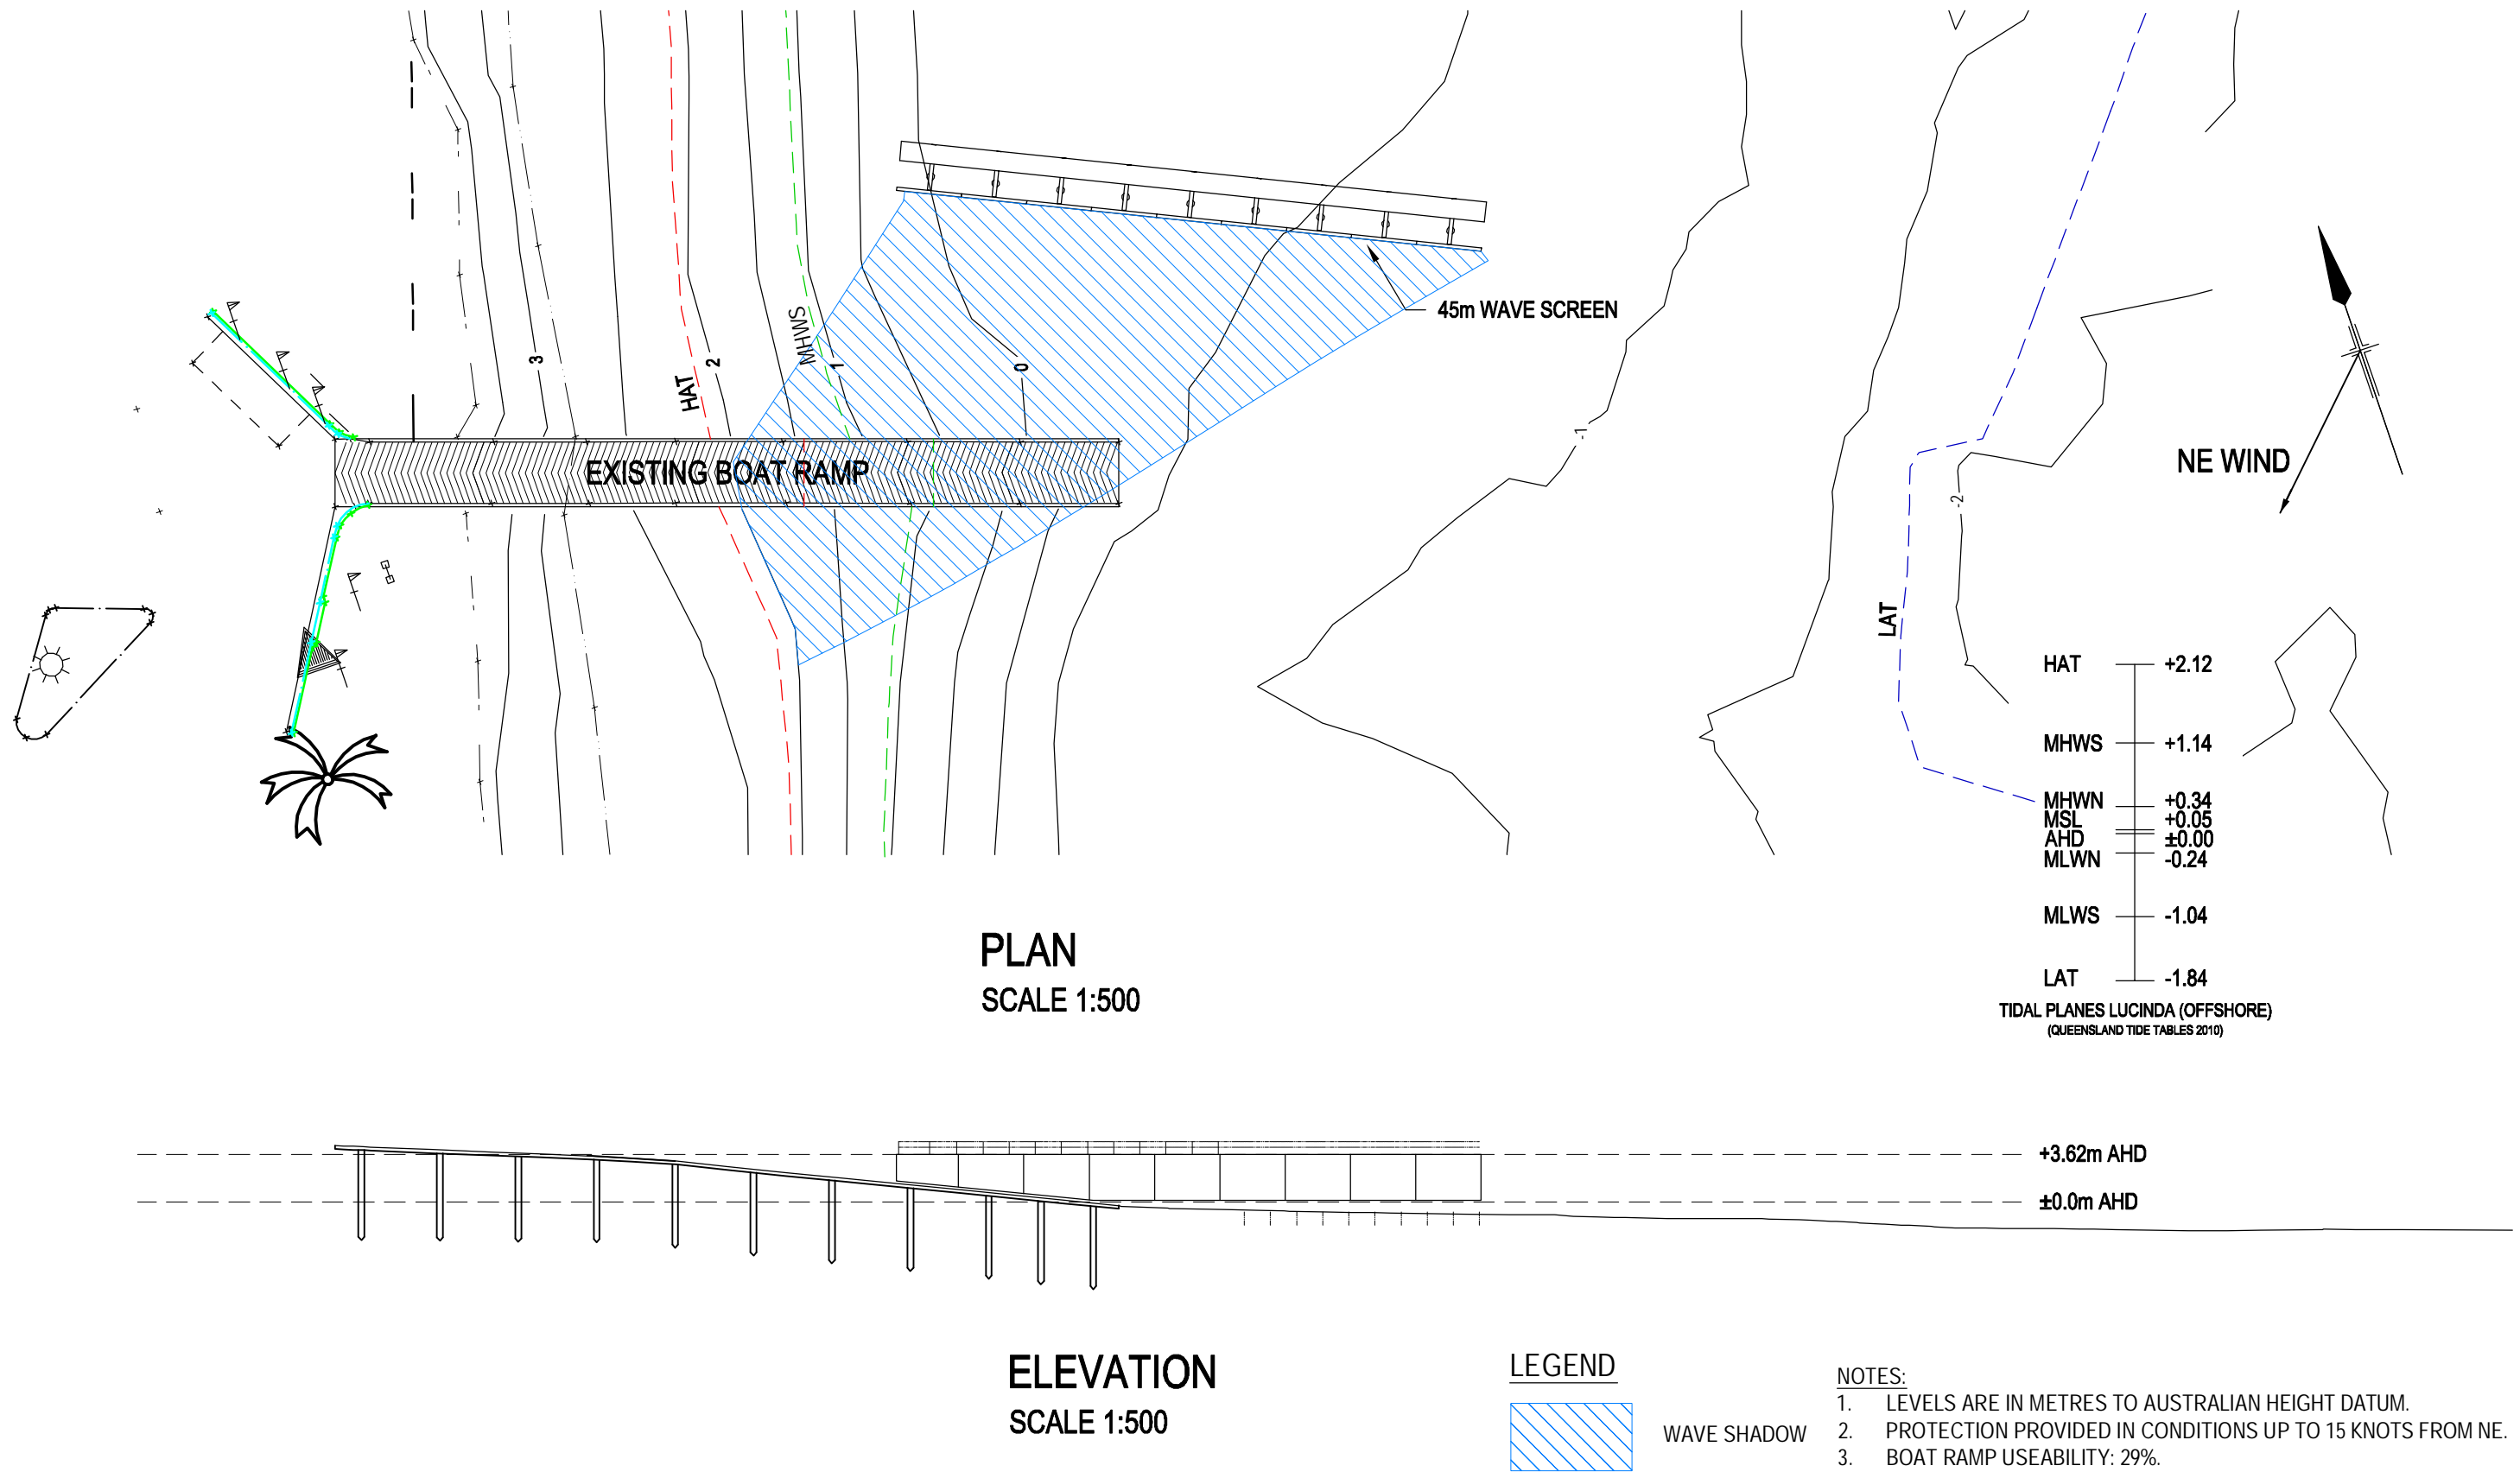 45m WAVE SCREEN
MHWS
3
2
1
0
HAT
-1
EXISTING BOAT RAMP
NE WIND
-2
LAT
HAT +2.12
MHWS +1.14
MHWN +0.34
MSL +0.05
AHD ±0.00
MLWN -0.24
MLWS -1.04
LAT -1.84
TIDAL PLANES LUCINDA (OFFSHORE)
(QUEENSLAND TIDE TABLES 2010)
PLAN
SCALE 1:500
+3.62m AHD
±0.0m AHD
ELEVATION
SCALE 1:500
LEGEND
WAVE SHADOW
NOTES:
1. LEVELS ARE IN METRES TO AUSTRALIAN HEIGHT DATUM.
2. PROTECTION PROVIDED IN CONDITIONS UP TO 15 KNOTS FROM NE.
3. BOAT RAMP USEABILITY: 29%.